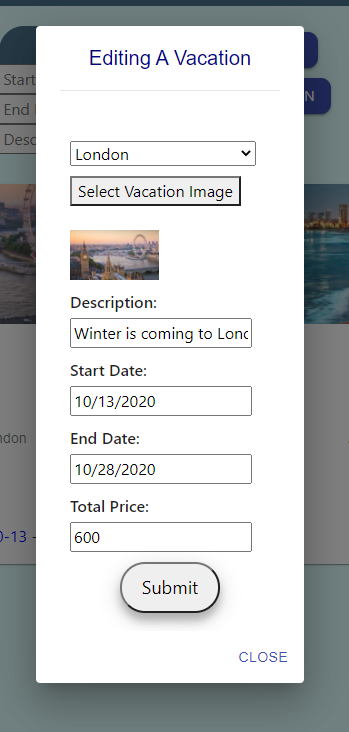 Editing A Vacation
Start
N
End
Desc
London
Select Vacation Image
Description:
Winter is coming to Lond
Start Date:
10/13/2020
End Date:
10/28/2020
ndon
Total Price:
0-13 -
600
Submit
CLOSE